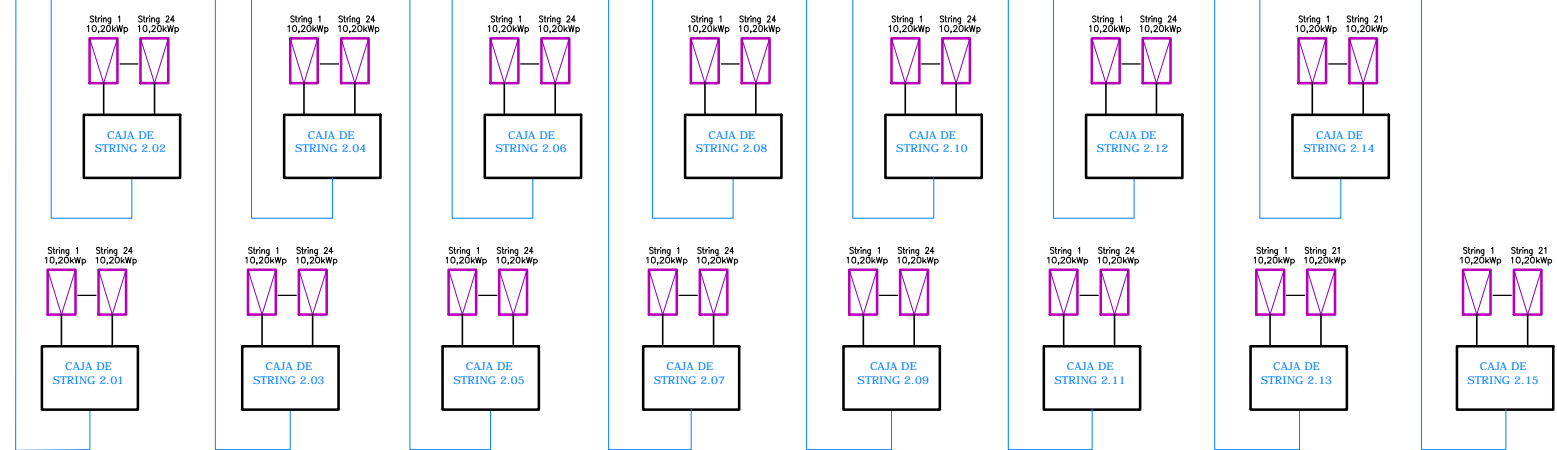 String 1 String 24
10,20kWp 10,20kWp
CAJA DE
STRING 2.02
String 1 String 24
10,20kWp 10,20kWp
CAJA DE
STRING 2.04
String 1 String 24
10,20kWp 10,20kWp
CAJA DE
STRING 2.06
String 1 String 24
10,20kWp 10,20kWp
CAJA DE
STRING 2.08
String 1 String 24
10,20kWp 10,20kWp
CAJA DE
STRING 2.10
String 1 String 24
10,20kWp 10,20kWp
CAJA DE
STRING 2.12
String 1 String 21
10,20kWp 10,20kWp
CAJA DE
STRING 2.14
String 1 String 24
10,20kWp 10,20kWp
CAJA DE
STRING 2.01
String 1 String 24
10,20kWp 10,20kWp
CAJA DE
STRING 2.03
String 1 String 24
10,20kWp 10,20kWp
CAJA DE
STRING 2.05
String 1 String 24
10,20kWp 10,20kWp
CAJA DE
STRING 2.07
String 1 String 24
10,20kWp 10,20kWp
CAJA DE
STRING 2.09
String 1 String 24
10,20kWp 10,20kWp
CAJA DE
STRING 2.11
String 1 String 21
10,20kWp 10,20kWp
CAJA DE
STRING 2.13
String 1 String 21
10,20kWp 10,20kWp
CAJA DE
STRING 2.15